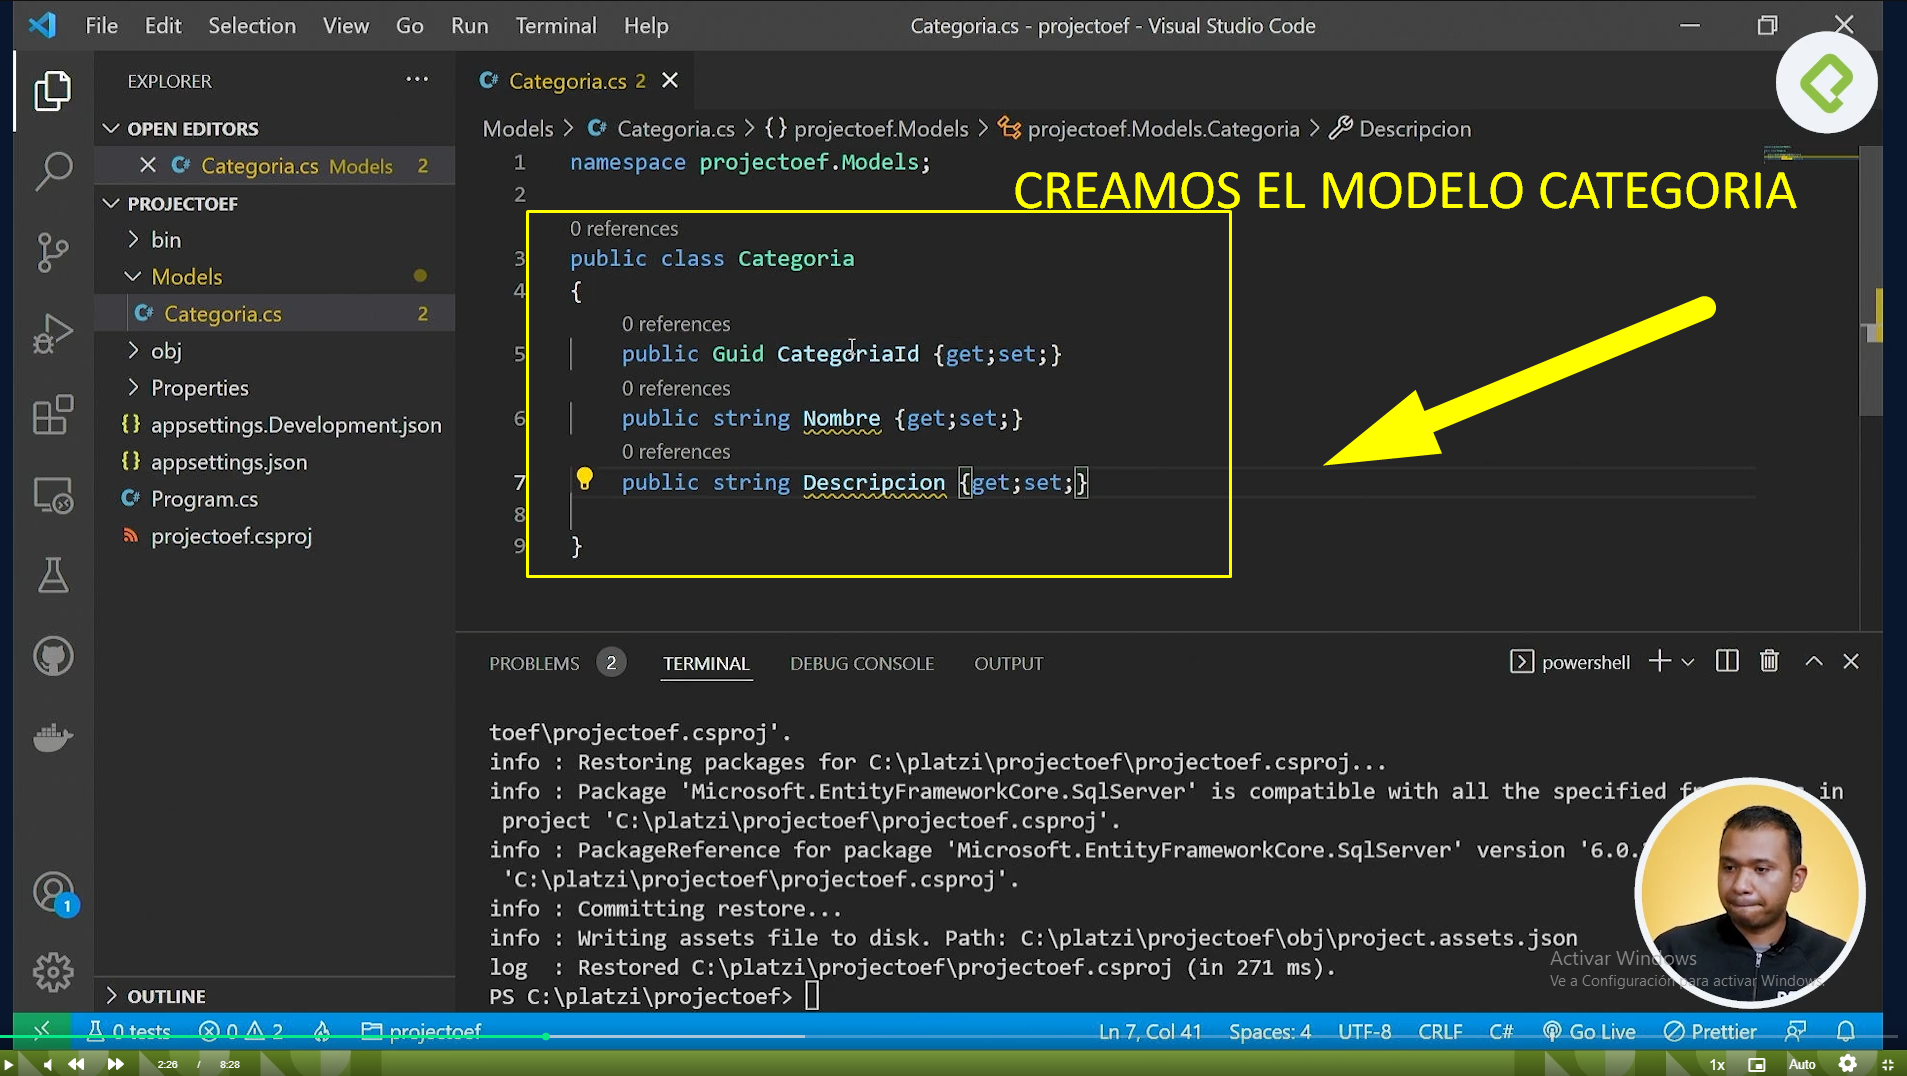 File Edit Selection View Go Run Terminal Help
Categoria.cs - projectoef - Visual Studio Code
EXPLORER ...
OPEN EDITORS
Categoria.cs Models 2
PROJECTOEF
bin
Models
Categoria.cs 2
obj
Properties
appsettings.Development.json
appsettings.json
Program.cs
projectoef.csproj
OUTLINE
Categoria.cs 2
Models > Categoria.cs > {} projectoef.Models > projectoef.Models.Categoria > Descripcion
CREAMOS EL MODELO CATEGORIA
1 namespace projectoef.Models;
2
0 references
3 public class Categoria
4 {
0 references
5 public Guid CategoriaId {get;set;}
0 references
6 public string Nombre {get;set;}
0 references
7 public string Descripcion {get;set;}
8
9 }
PROBLEMS 2 TERMINAL DEBUG CONSOLE OUTPUT
powershell
toef\projectoef.csproj'.
info : Restoring packages for C:\platzi\projectoef\projectoef.csproj...
info : Package 'Microsoft.EntityFrameworkCore.SqlServer' is compatible with all the specified in
project 'C:\platzi\projectoef\projectoef.csproj'.
info : PackageReference for package 'Microsoft.EntityFrameworkCore.SqlServer' version '6.0.
'C:\platzi\projectoef\projectoef.csproj'.
info : Committing restore...
info : Writing assets file to disk. Path: C:\platzi\projectoef\obj\project.assets.json
log : Restored C:\platzi\projectoef\projectoef.csproj (in 271 ms).
PS C:\platzi\projectoef>
Activar Windows
Ve a Configuración para activar Windows.
1
0 tests 0 2 projectoef
Ln 7, Col 41 Spaces: 4 UTF-8 CRLF C# Go Live Prettier
2:26 / 8:28
1x Auto